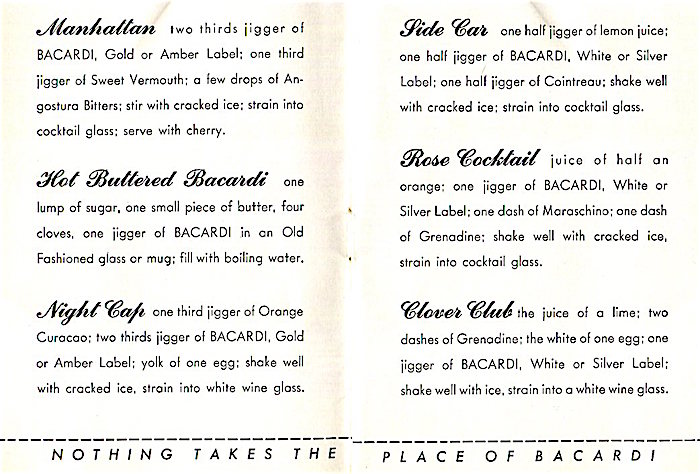 Manhattan two thirds jigger of
BACARDI, Gold or Amber Label; one third
jigger of Sweet Vermouth; a few drops of An-
gostura Bitters; stir with cracked ice; strain into
cocktail glass; serve with cherry.
Hot Buttered Bacardi one
lump of sugar, one small piece of butter, four
cloves, one jigger of BACARDI in an Old
Fashioned glass or mug; fill with boiling water.
Night Cap one third jigger of Orange
Curacao; two thirds jigger of BACARDI, Gold
or Amber Label; yolk of one egg; shake well
with cracked ice, strain into white wine glass.
Side Car one half jigger of lemon juice;
one half jigger of BACARDI, White or Silver
Label; one half jigger of Cointreau; shake well
with cracked ice; strain into cocktail glass.
Rose Cocktail juice of half an
orange; one jigger of BACARDI, White or
Silver Label; one dash of Maraschino; one dash
of Grenadine; shake well with cracked ice,
strain into cocktail glass.
Clover Club the juice of a lime; two
dashes of Grenadine; the white of one egg; one
jigger of BACARDI, White or Silver Label;
shake well with ice, strain into a white wine glass.
NOTHING TAKES THE PLACE OF BACARDI